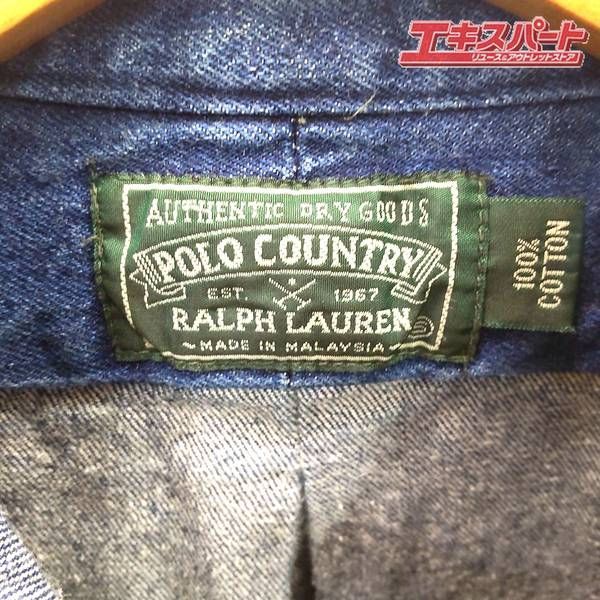 エキスパート
リユース&アウトレットストア
AUTHENTIC DRY GOODS
POLO COUNTRY
EST. 1967
RALPH LAUREN
MADE IN MALAYSIA
100%
COTTON